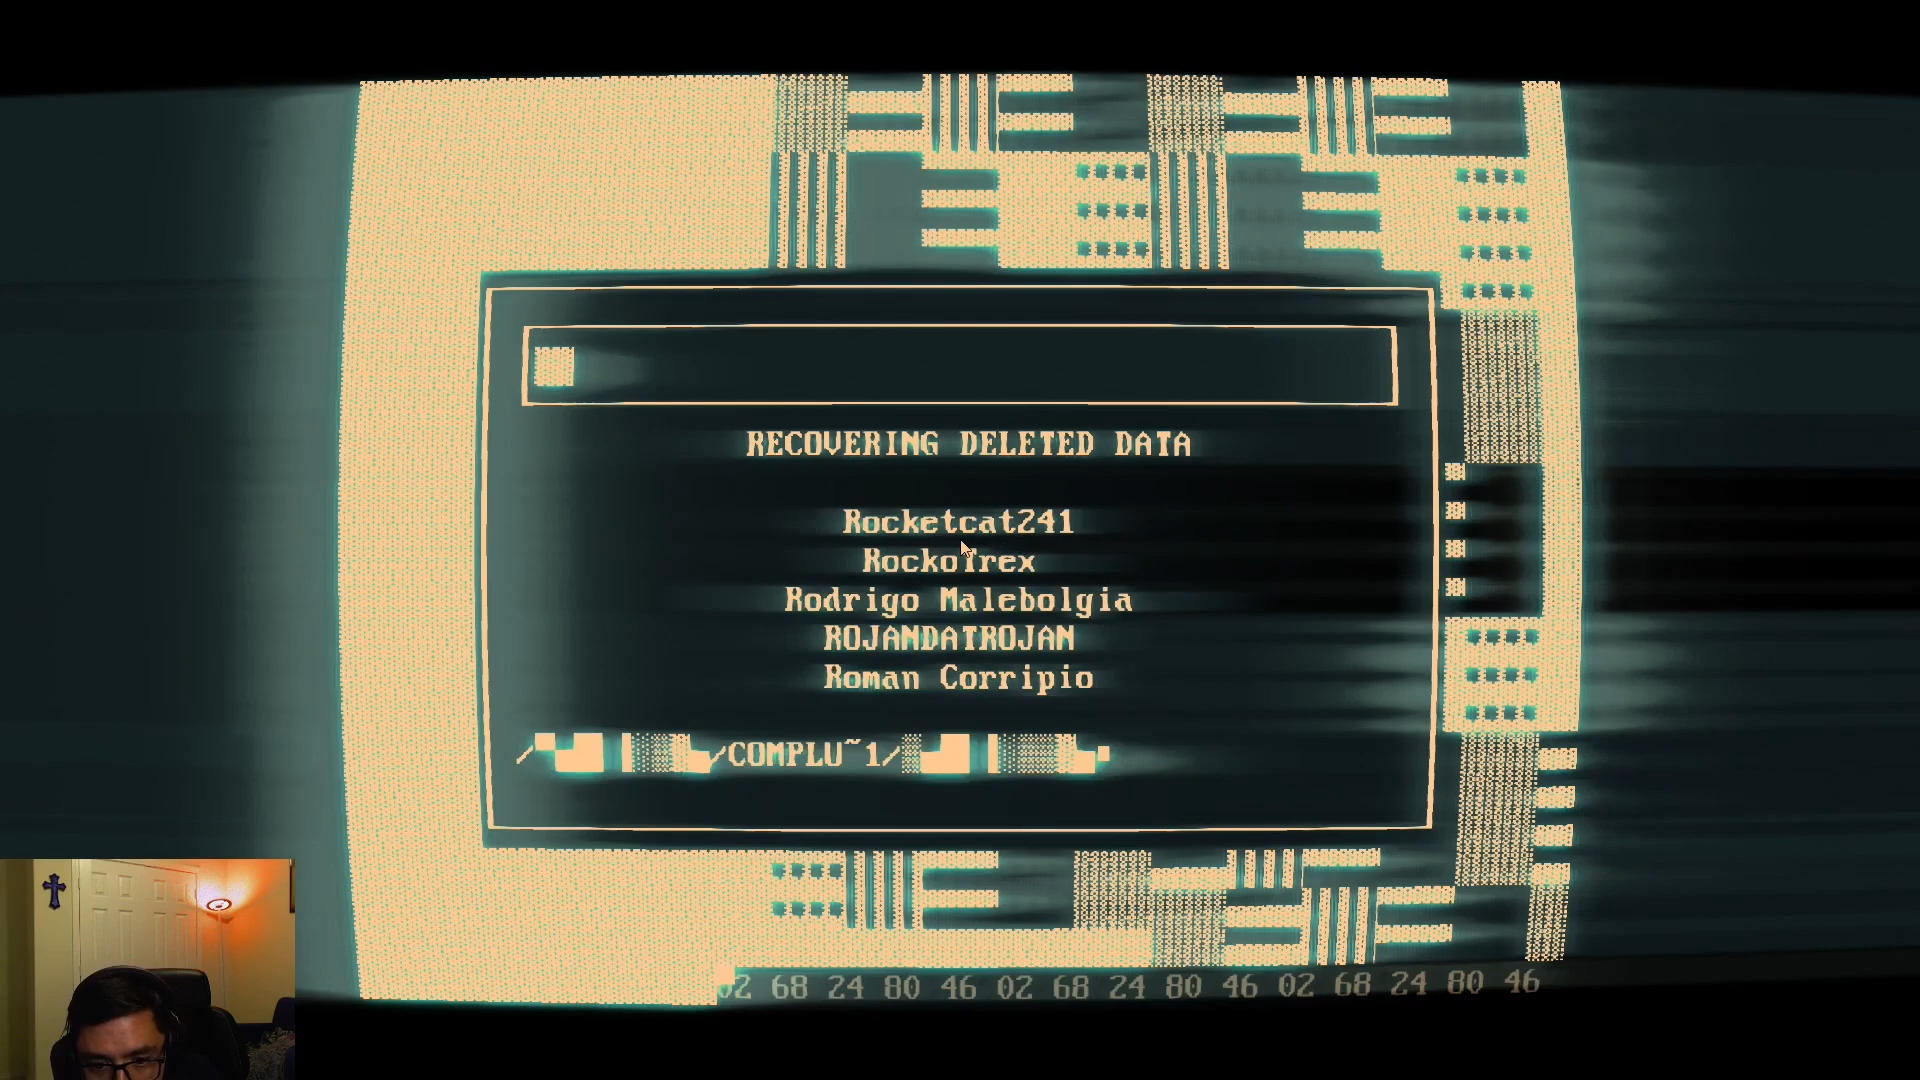 RECOVERING DELETED DATA
Rocketcat241
RockoTrex
Rodrigo Malebolgia
ROJANDATROJAN
Roman Corripio
/COMPLU~1/
02 68 24 80 46 02 68 24 80 46 02 68 24 80 46